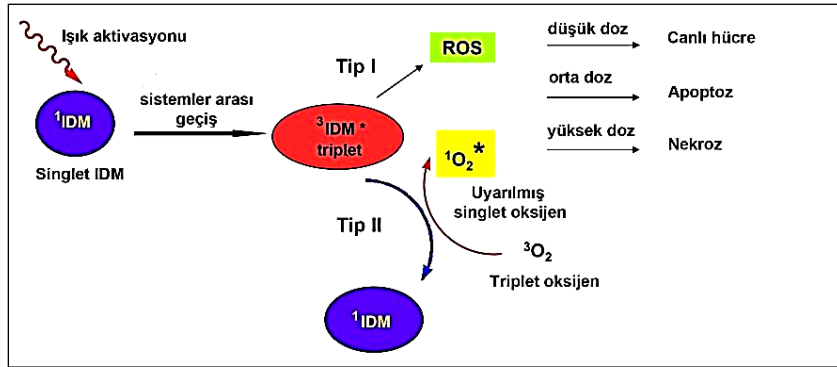 Işık aktivasyonu
¹IDM
Singlet IDM
sistemler arası
geçiş
³IDM *
triplet
Tip I
ROS
¹O₂*
Uyarılmış
singlet oksijen
Tip II
³O₂
Triplet oksijen
¹IDM
düşük doz
Canlı hücre
orta doz
Apoptoz
yüksek doz
Nekroz